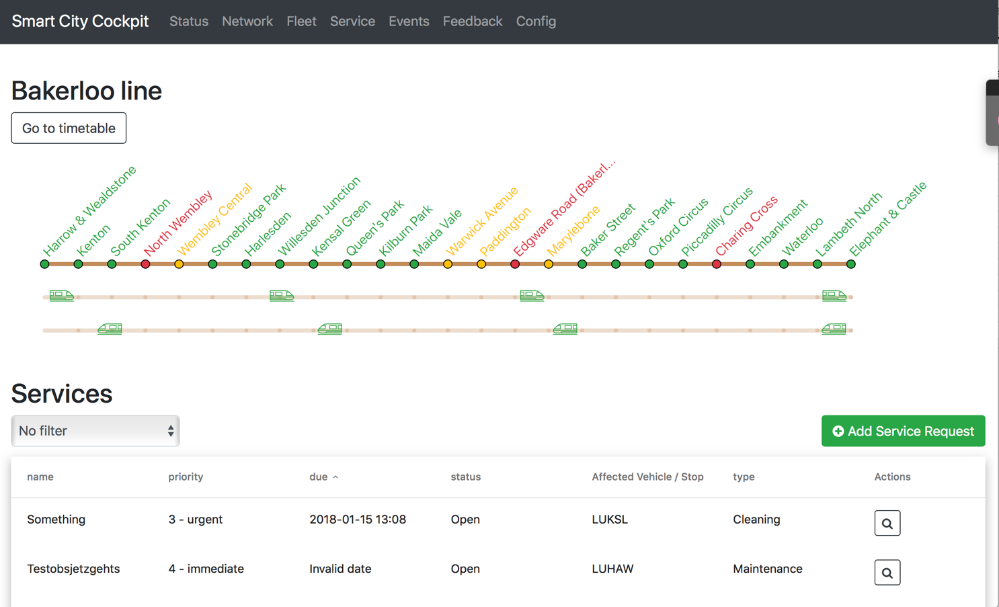 Smart City Cockpit Status Network Fleet Service Events Feedback Config
Bakerloo line
Go to timetable
Harrow & Wealdstone
Kenton
South Kenton
North Wembley
Wembley Central
Stonebridge Park
Harlesden
Willesden Junction
Kensal Green
Queen's Park
Kilburn Park
Maida Vale
Warwick Avenue
Paddington
Edgware Road (Bakerl...
Marylebone
Baker Street
Regent's Park
Oxford Circus
Piccadilly Circus
Charing Cross
Embankment
Waterloo
Lambeth North
Elephant & Castle
Services
No filter
Add Service Request
name priority due status Affected Vehicle / Stop type Actions
Something 3 - urgent 2018-01-15 13:08 Open LUKSL Cleaning
Testobsjetzgehts 4 - immediate Invalid date Open LUHAW Maintenance